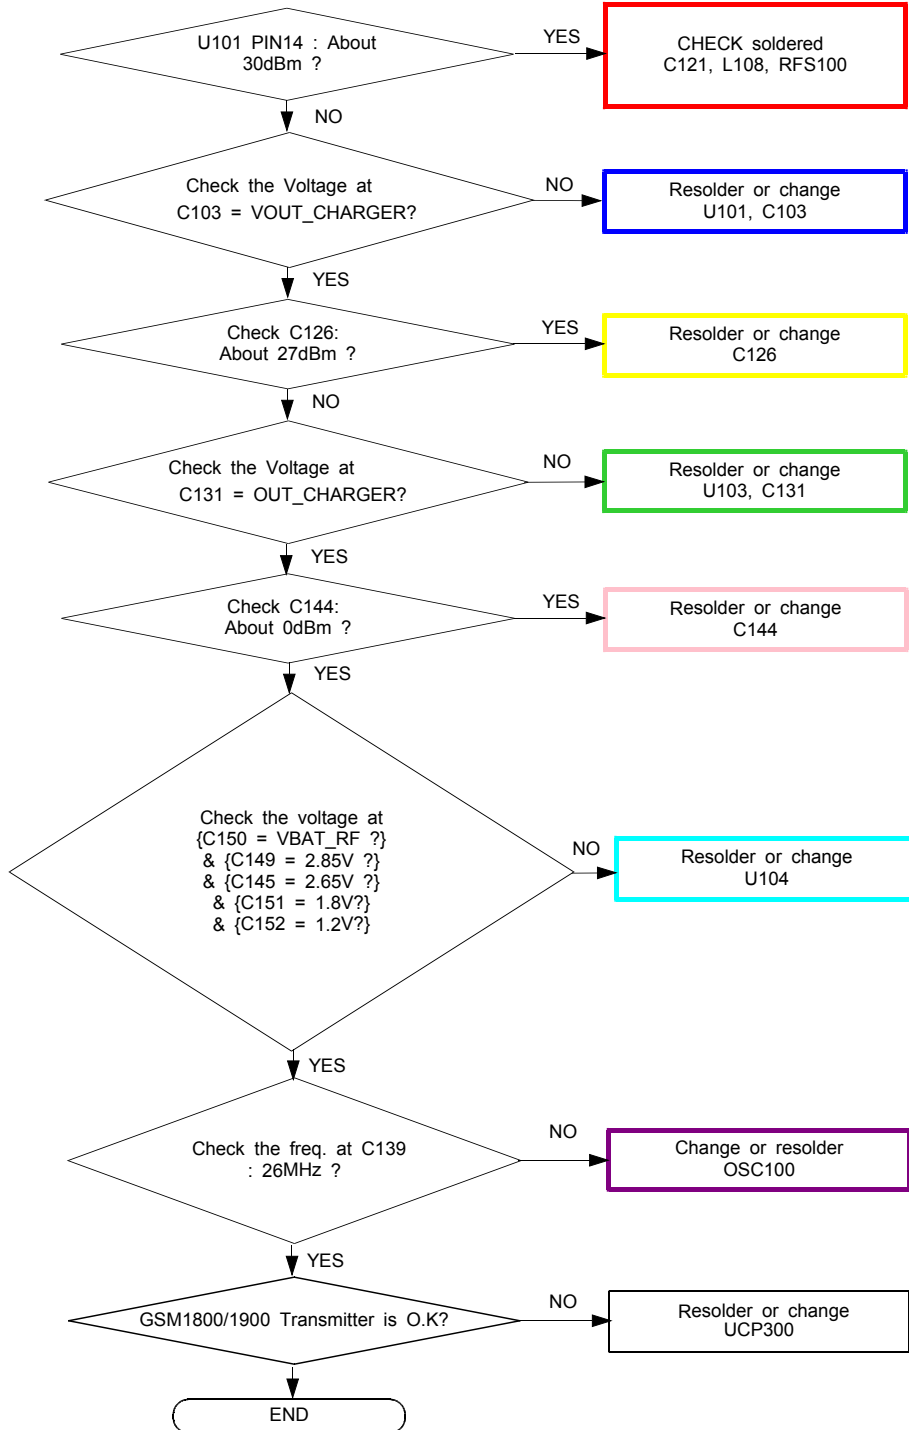 U101 PIN14 : About
30dBm ?
YES
CHECK soldered
C121, L108, RFS100
NO
Check the Voltage at
C103 = VOUT_CHARGER?
NO
Resolder or change
U101, C103
YES
Check C126:
About 27dBm ?
YES
Resolder or change
C126
NO
Check the Voltage at
C131 = OUT_CHARGER?
NO
Resolder or change
U103, C131
YES
Check C144:
About 0dBm ?
YES
Resolder or change
C144
YES
Check the voltage at
{C150 = VBAT_RF ?}
& {C149 = 2.85V ?}
& {C145 = 2.65V ?}
& {C151 = 1.8V?}
& {C152 = 1.2V?}
NO
Resolder or change
U104
YES
Check the freq. at C139
: 26MHz ?
NO
Change or resolder
OSC100
YES
GSM1800/1900 Transmitter is O.K?
NO
Resolder or change
UCP300
END